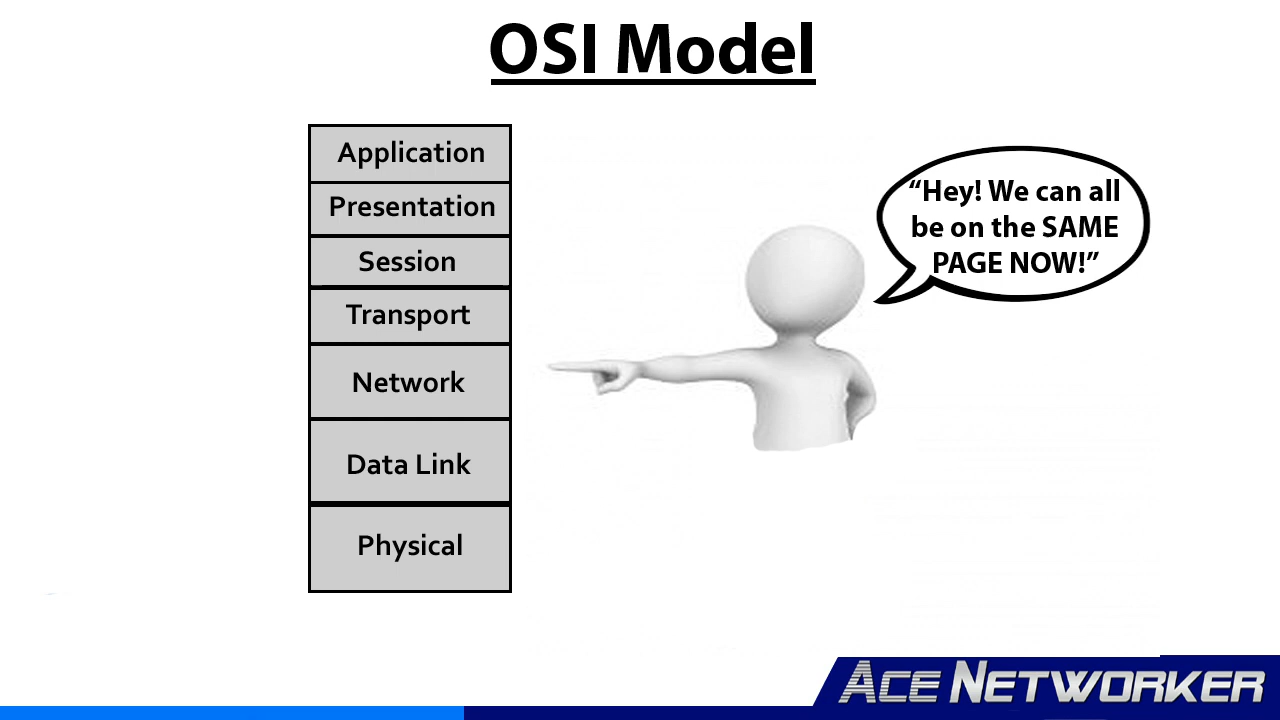 OSI Model
Application
Presentation
Session
Transport
Network
Data Link
Physical
“Hey! We can all
be on the SAME
PAGE NOW!”
ACE NETWORKER